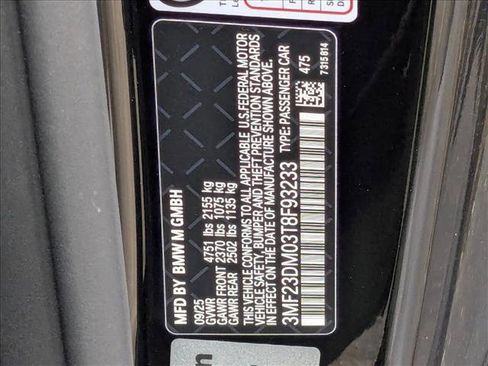 MFD BY BMW M GMBH
09/25
GVWR 4751 lbs 2155 kg
GAWR FRONT 2370 lbs 1075 kg
GAWR REAR 2502 lbs 1135 kg
THIS VEHICLE CONFORMS TO ALL APPLICABLE U.S. FEDERAL MOTOR
VEHICLE SAFETY, BUMPER AND THEFT PREVENTION STANDARDS
IN EFFECT ON THE DATE OF MANUFACTURE SHOWN ABOVE.
3MF23DM03T8F93233 TYPE: PASSENGER CAR
475
7315814